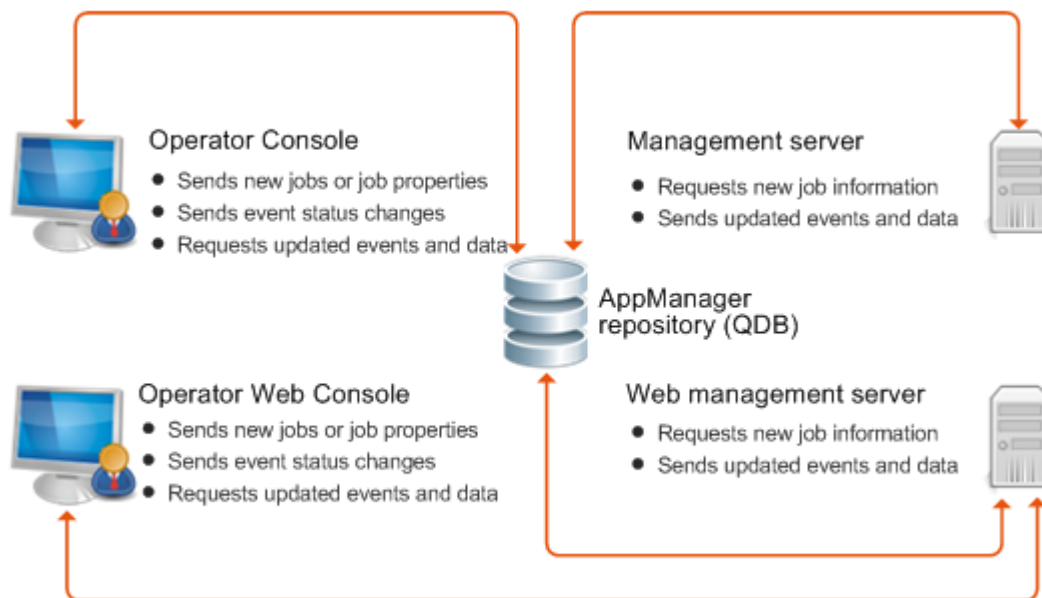 Operator Console
● Sends new jobs or job properties
● Sends event status changes
● Requests updated events and data
Management server
● Requests new job information
● Sends updated events and data
AppManager
repository (QDB)
Operator Web Console
● Sends new jobs or job properties
● Sends event status changes
● Requests updated events and data
Web management server
● Requests new job information
● Sends updated events and data